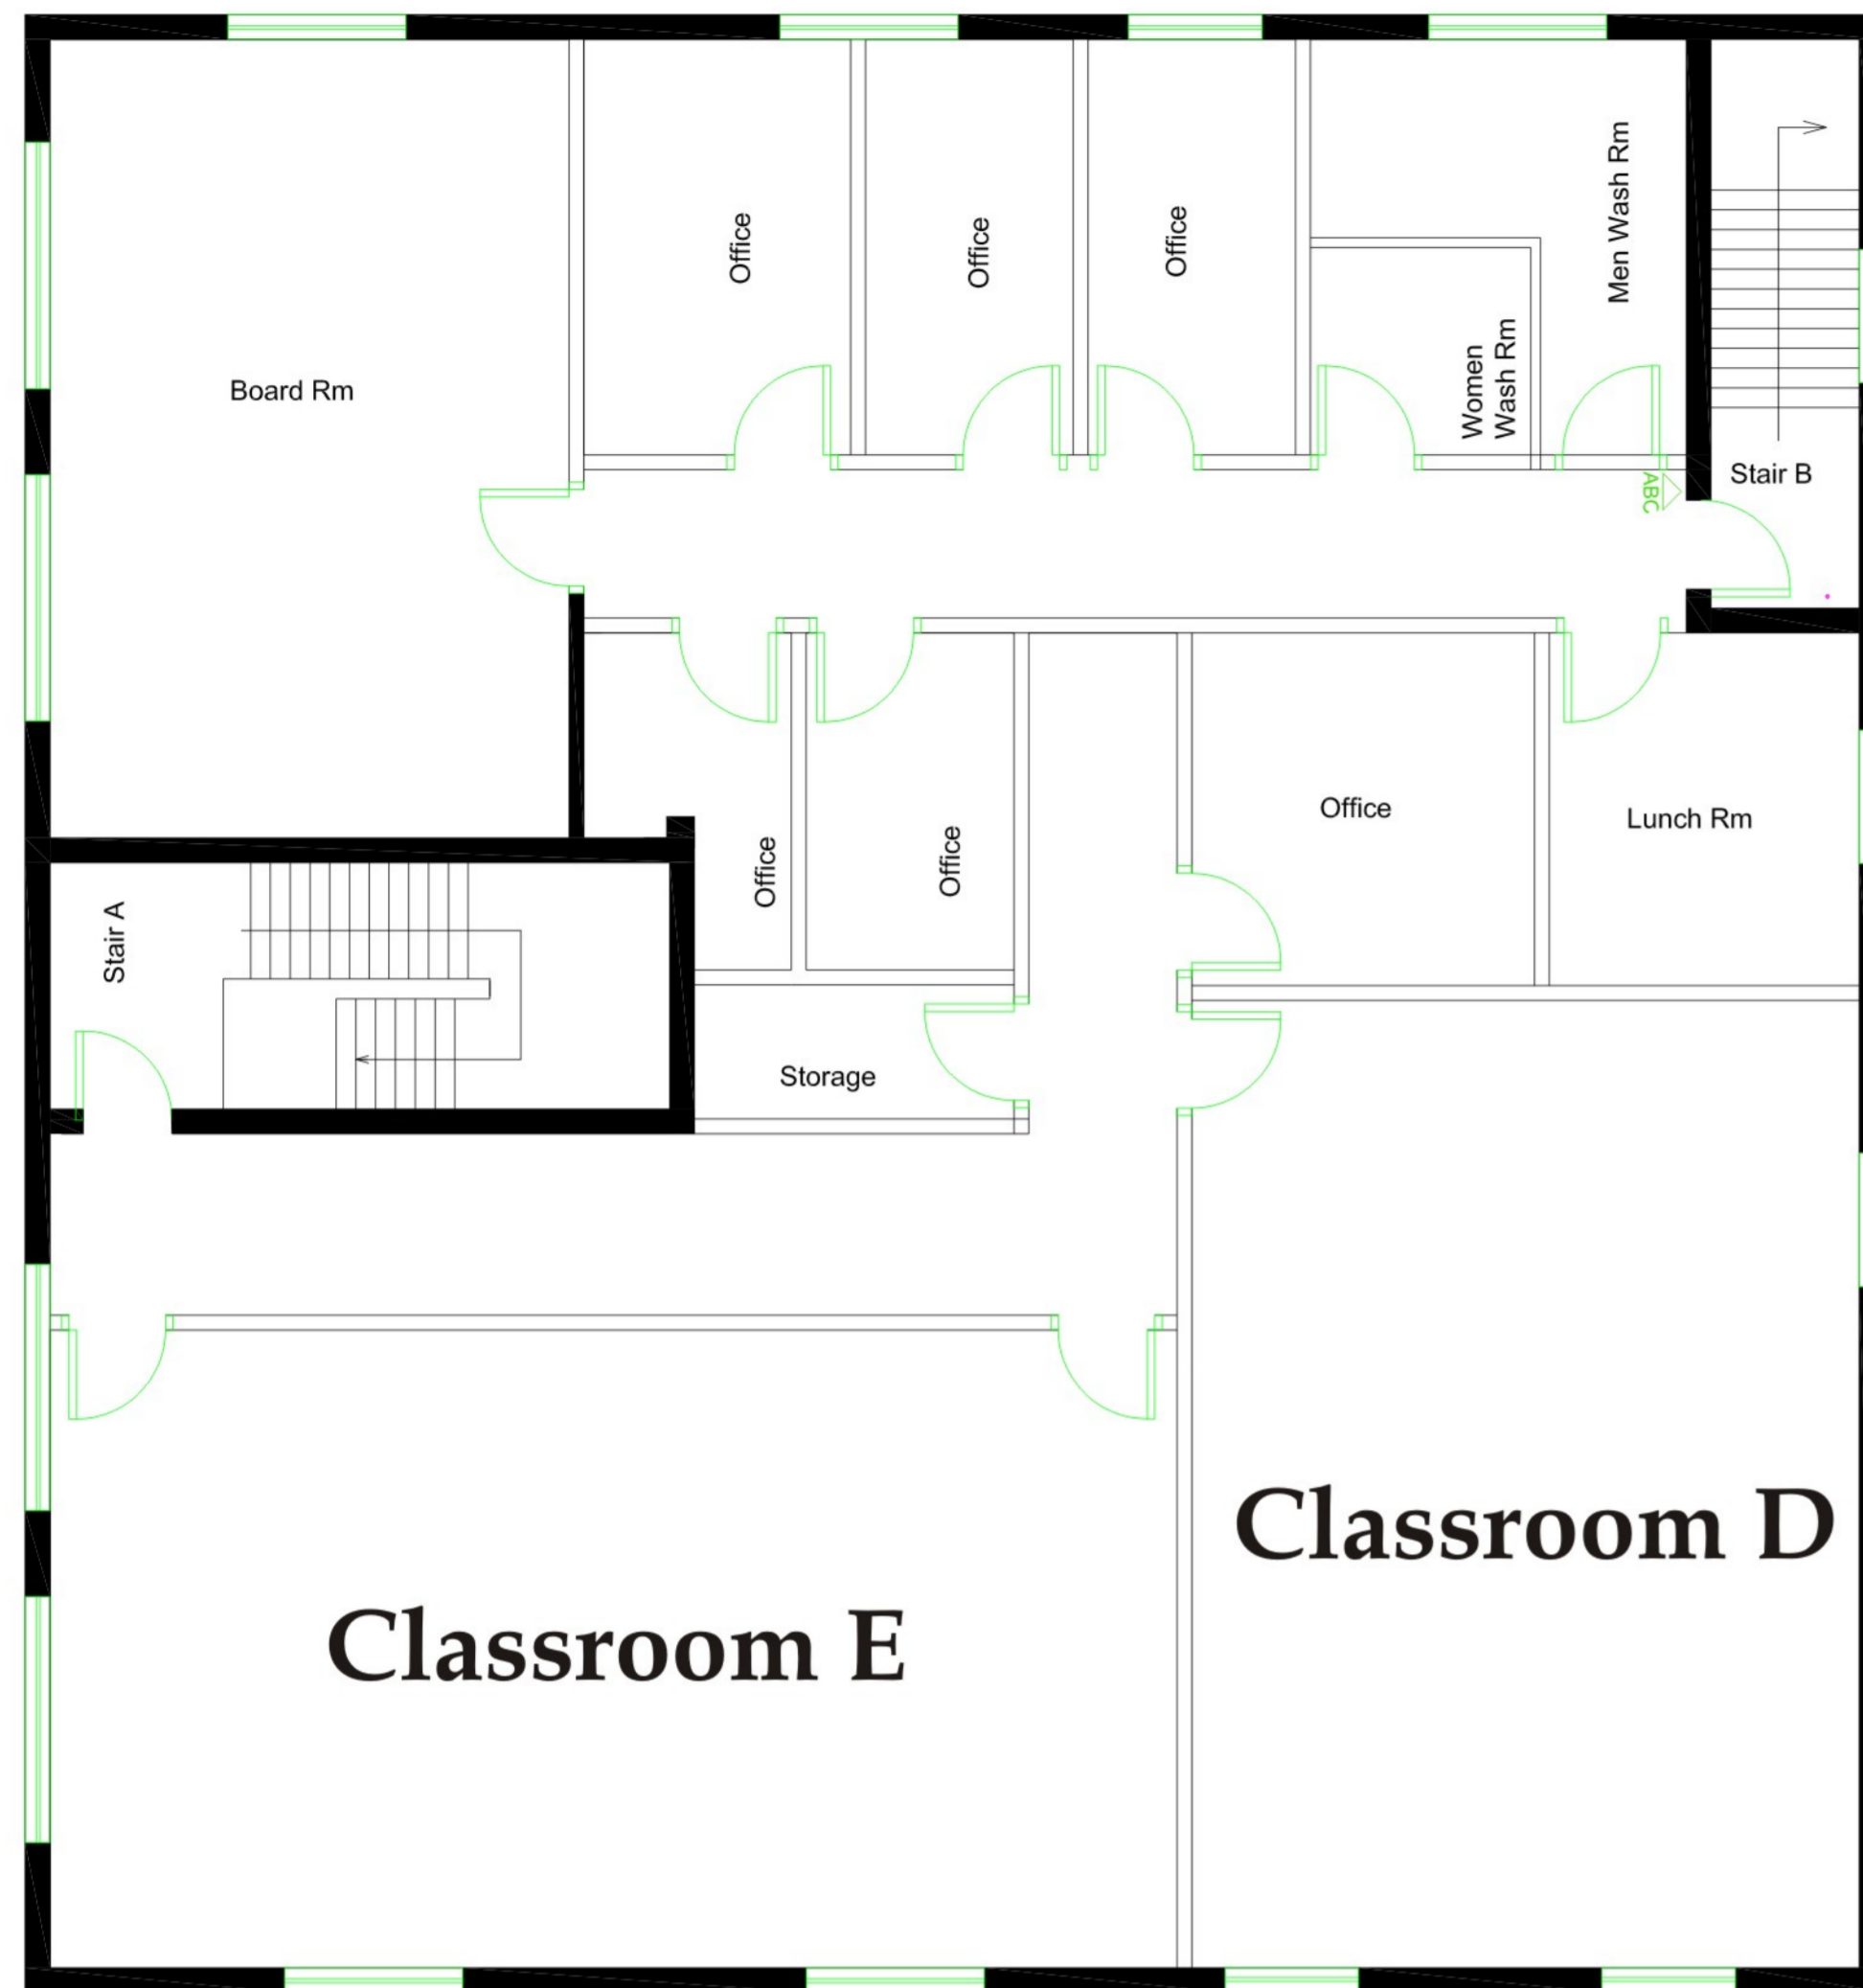 Office
Office
Office
Men Wash Rm
Women
Wash Rm
Board Rm
Stair B
ABC
Office
Office
Office
Lunch Rm
Stair A
Storage
Classroom D
Classroom E